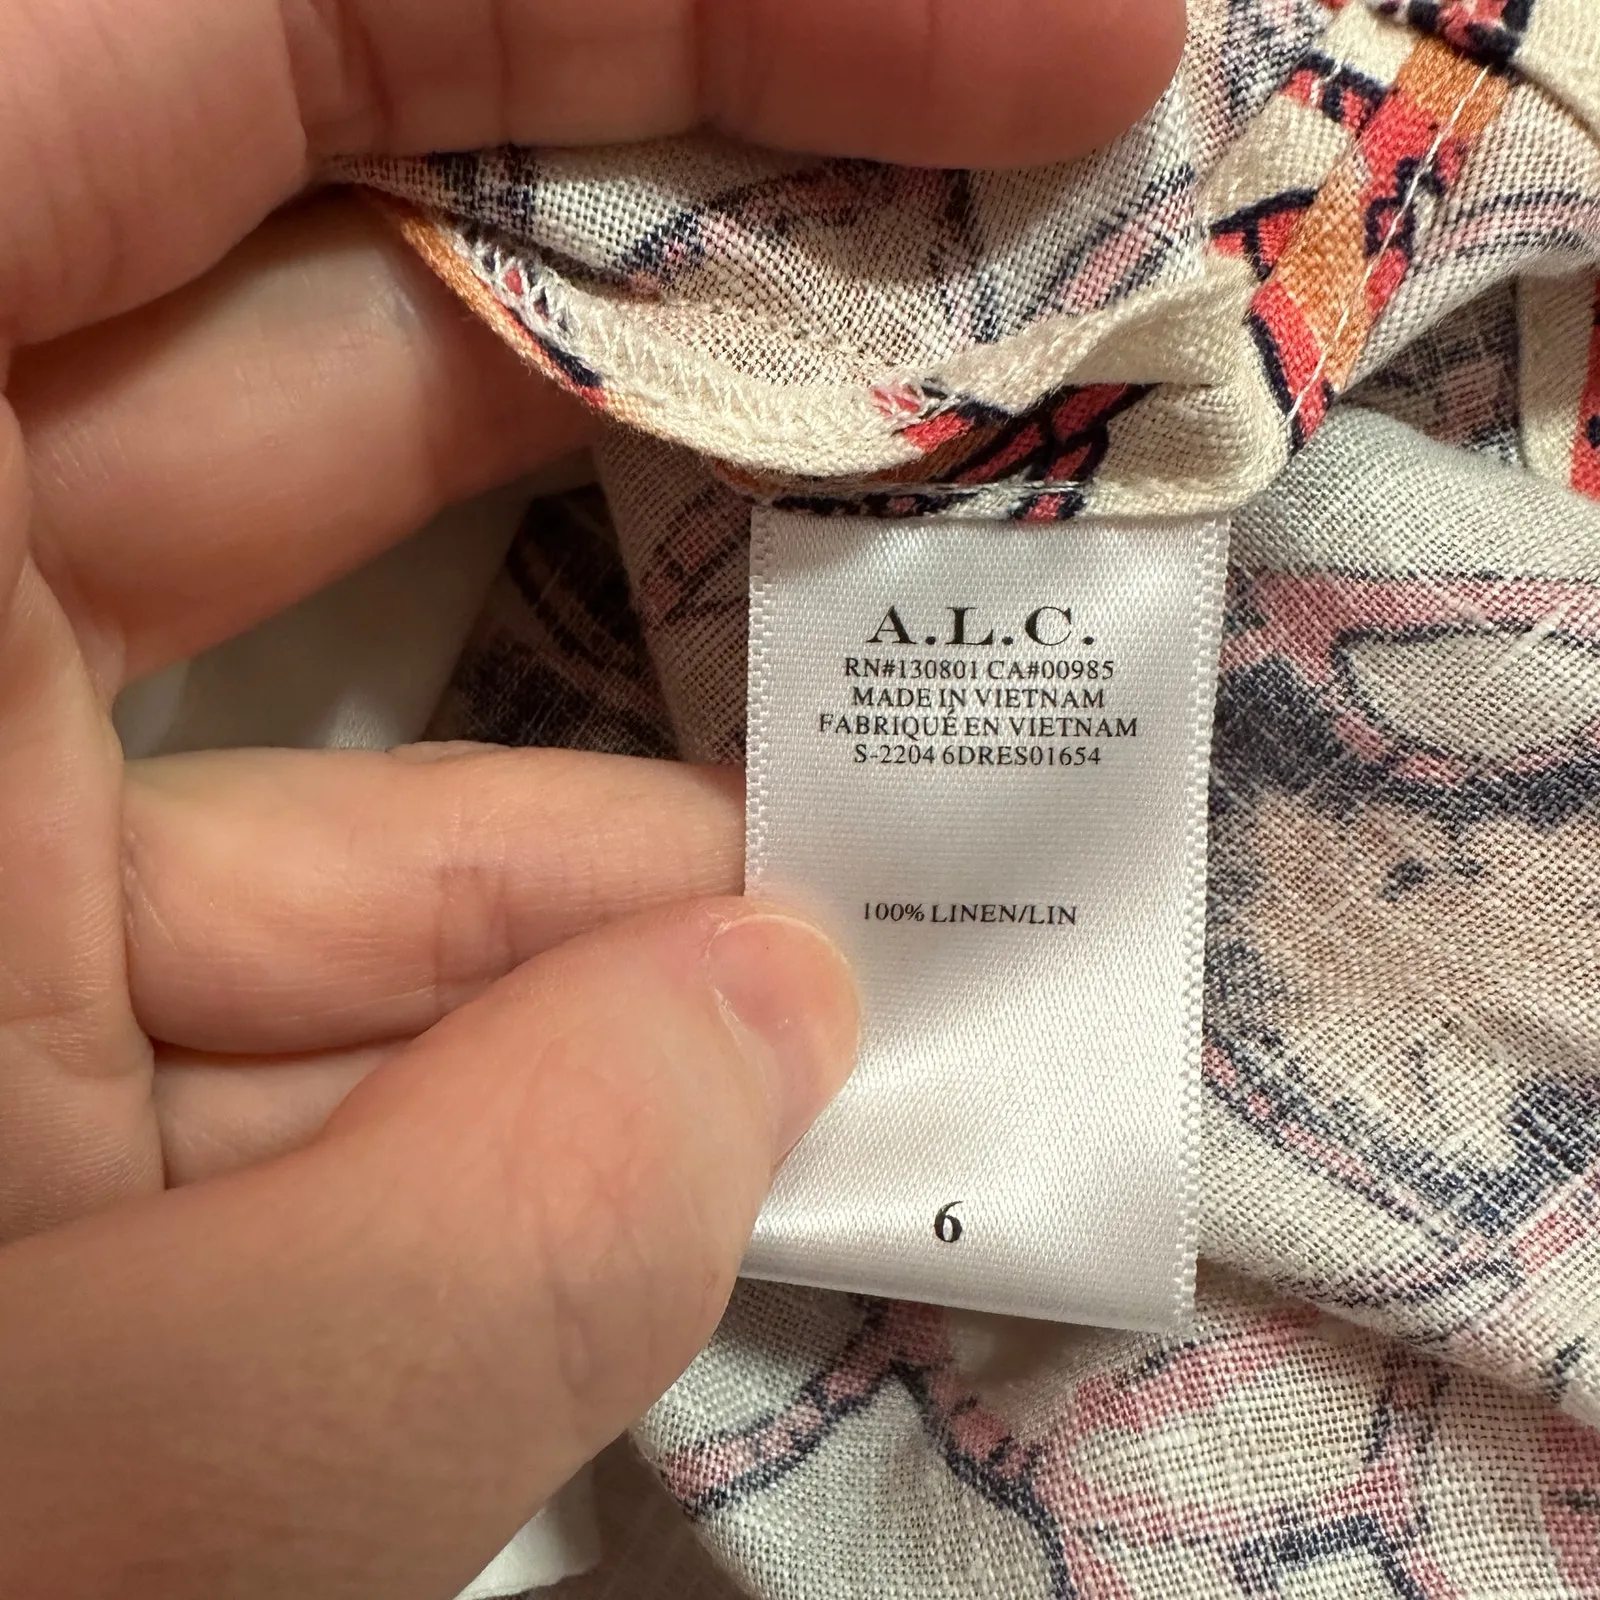 A.L.C.
RN#130801 CA#00985
MADE IN VIETNAM
FABRIQUÉ EN VIETNAM
S-2204 6DRES01654
100% LINEN/LIN
6